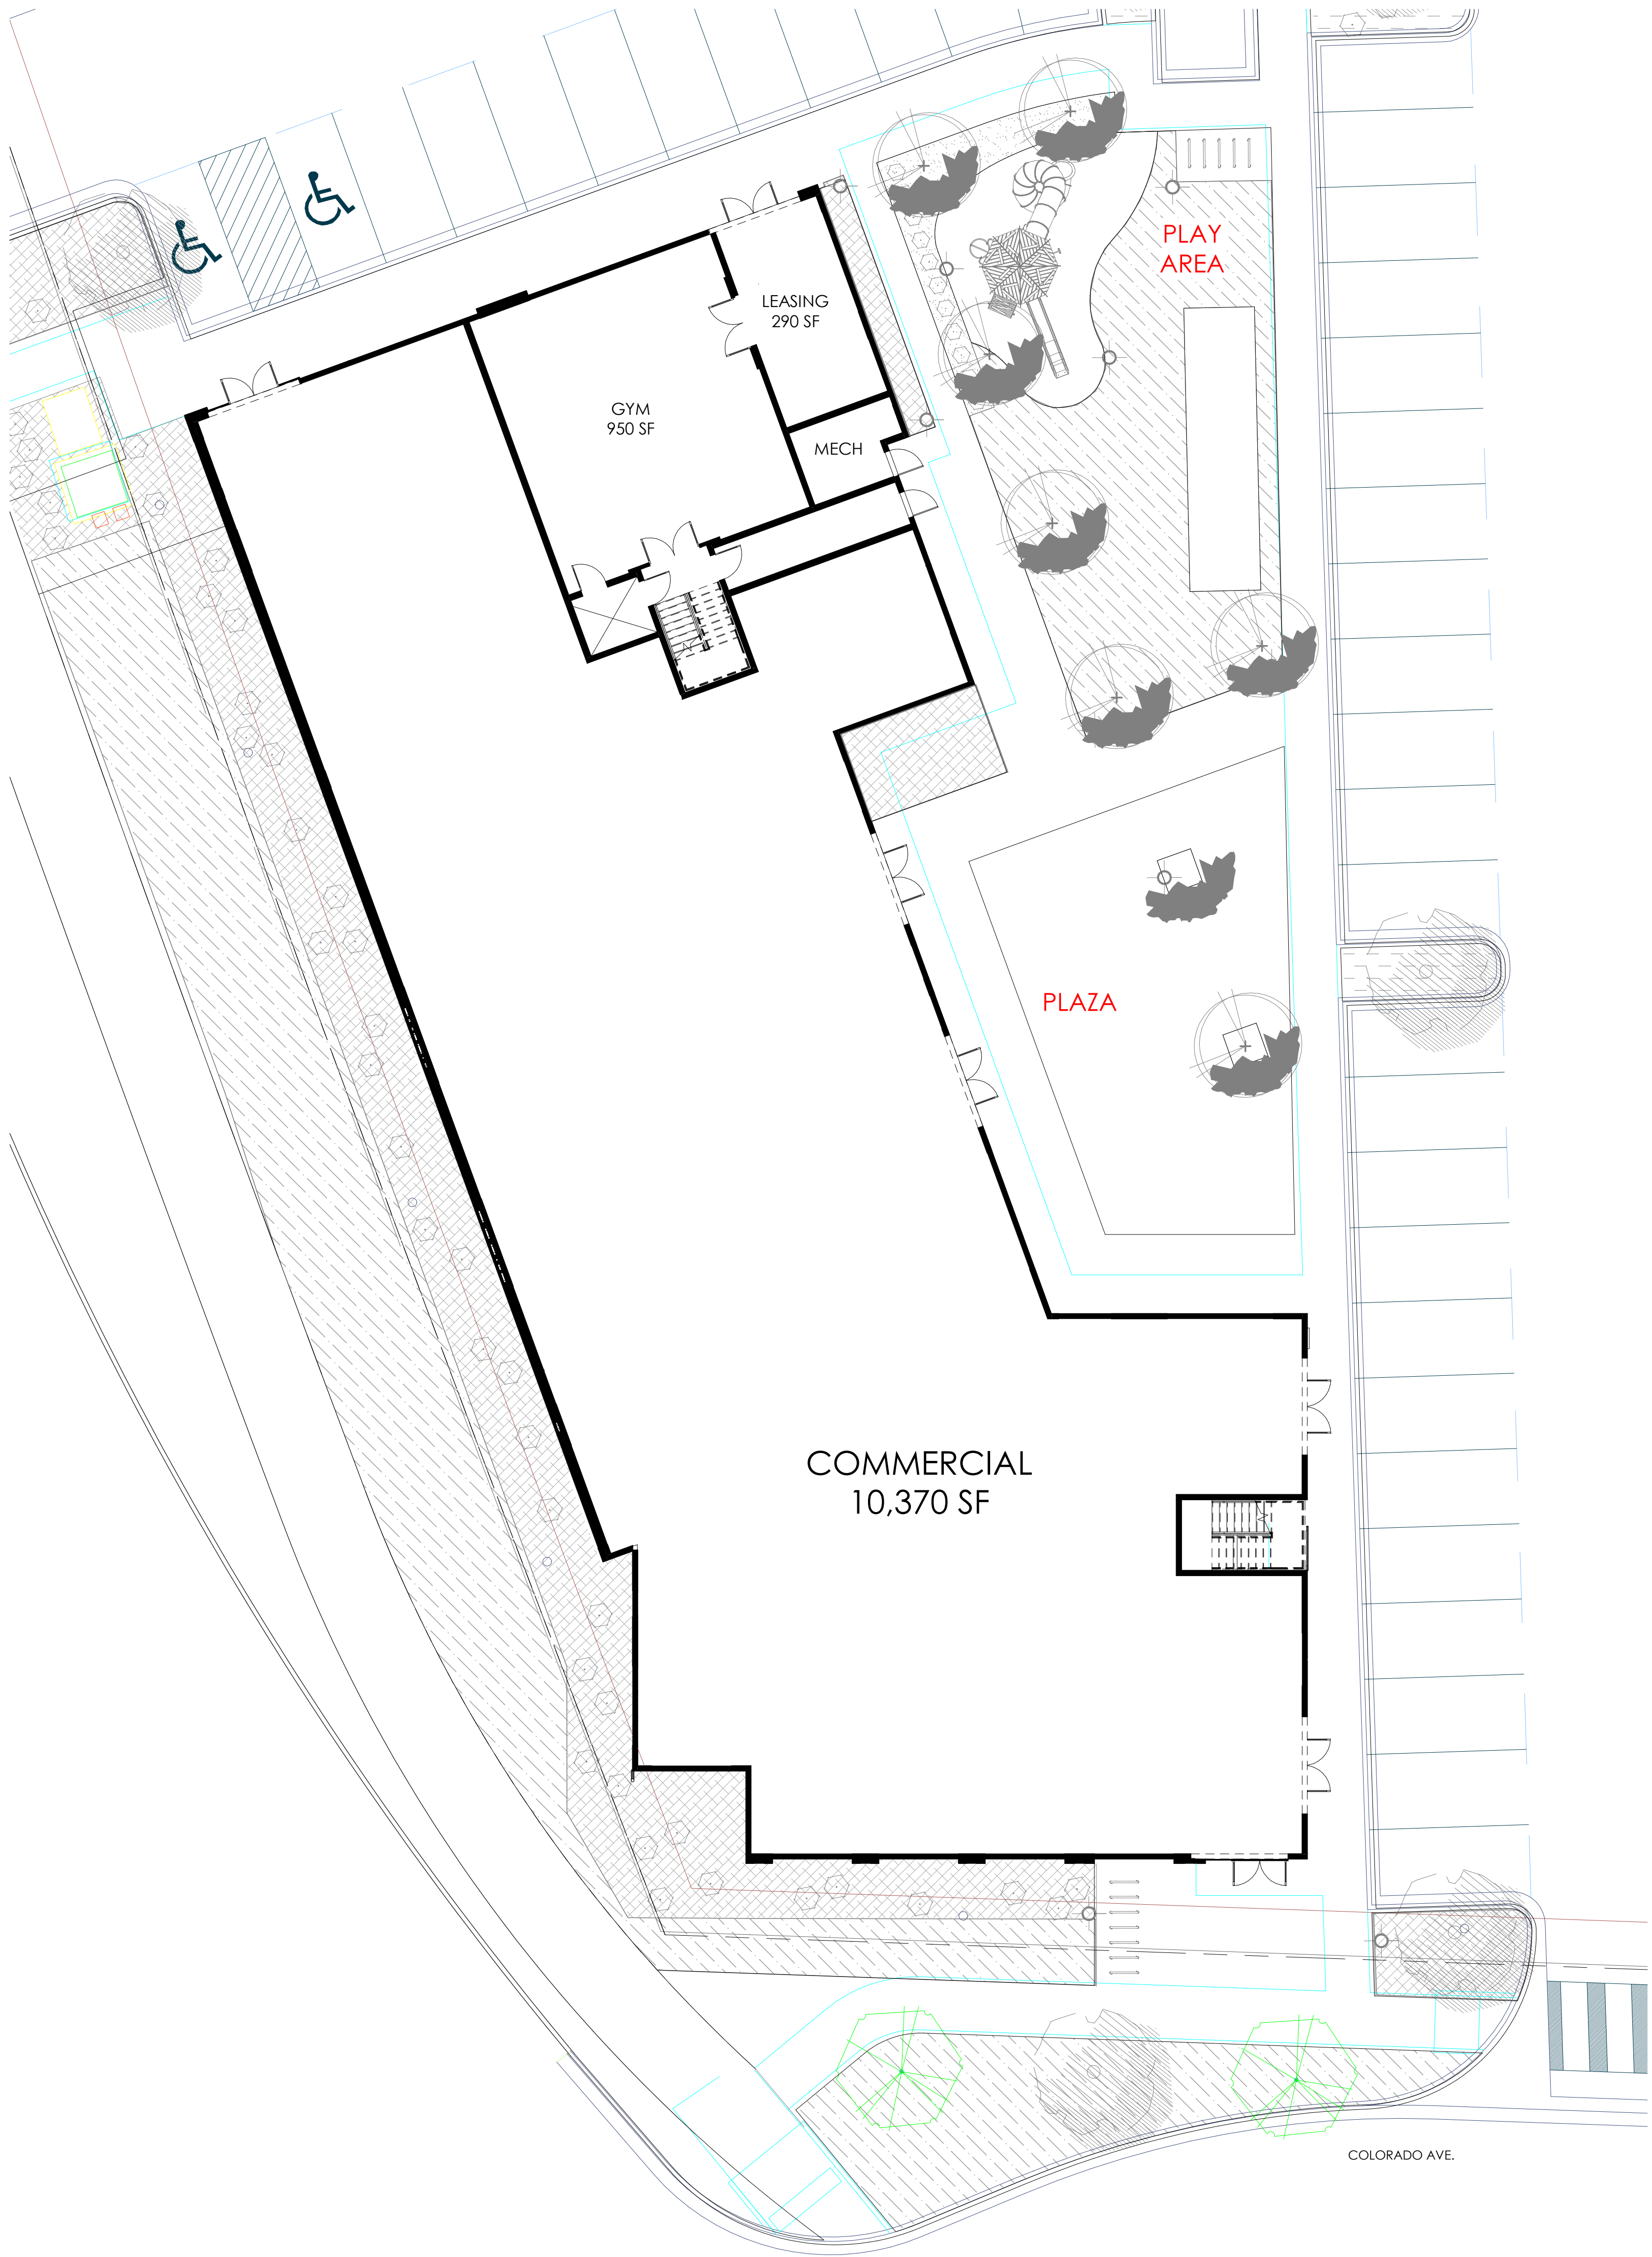 PLAY
AREA
LEASING
290 SF
GYM
950 SF
MECH
PLAZA
COMMERCIAL
10,370 SF
COLORADO AVE.